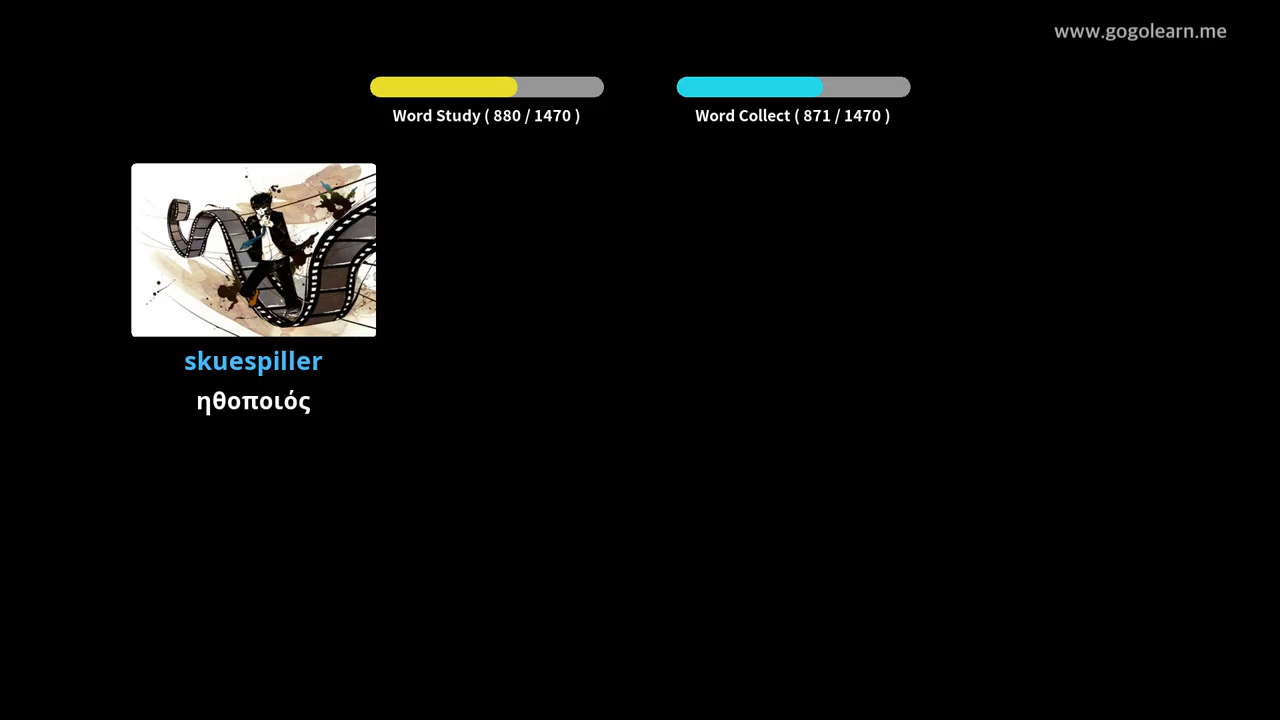 www.gogolearn.me
Word Study ( 880 / 1470 )
Word Collect ( 871 / 1470 )
skuespiller
ηθοποιός